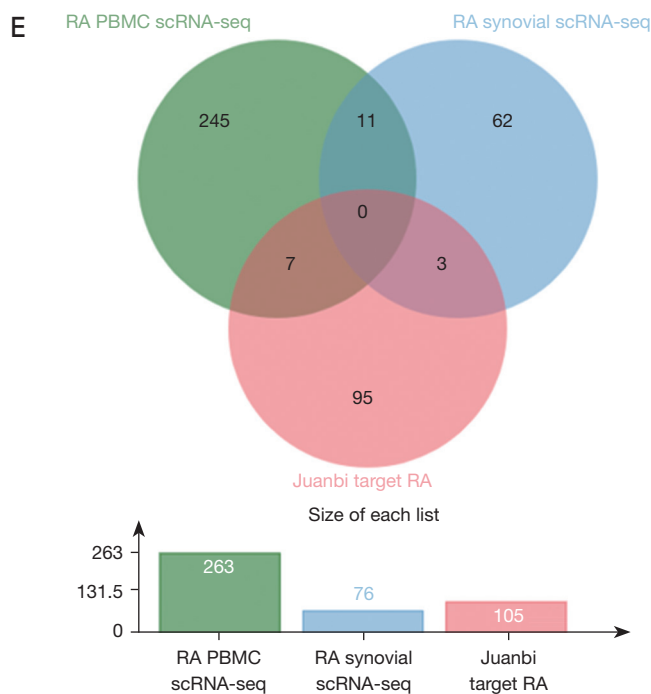 E
RA PBMC scRNA-seq
RA synovial scRNA-seq
245
11
62
0
7
3
95
Juanbi target RA
Size of each list
263
131.5
0
263
76
105
RA PBMC
scRNA-seq
RA synovial
scRNA-seq
Juanbi
target RA